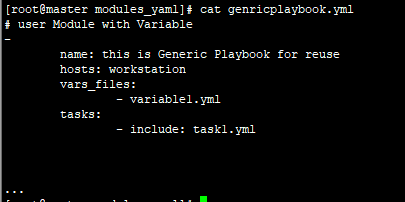 [root@master modules_yaml]# cat genricplaybook.yml
# user Module with Variable
-
name: this is Generic Playbook for reuse
hosts: workstation
vars_files:
- variable1.yml
tasks:
- include: task1.yml
...